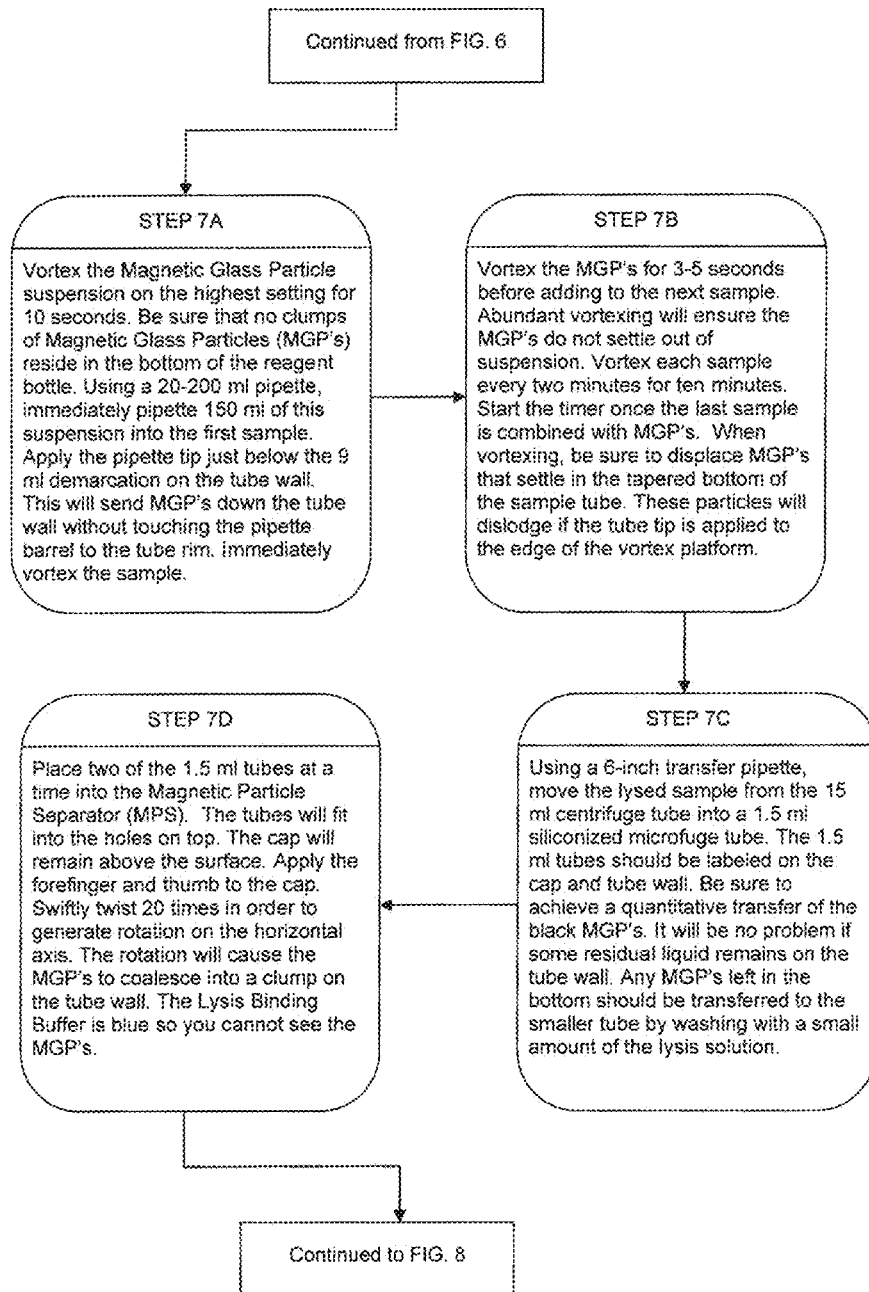 Continued from FIG. 6
STEP 7A
Vortex the Magnetic Glass Particle
suspension on the highest setting for
10 seconds. Be sure that no clumps
of Magnetic Glass Particles (MGP's)
reside in the bottom of the reagent
bottle. Using a 20-200 ml pipette,
immediately pipette 150 ml of this
suspension into the first sample.
Apply the pipette tip just below the 9
ml demarcation on the tube wall.
This will send MGP's down the tube
wall without touching the pipette
barrel to the tube rim. Immediately
vortex the sample.
STEP 7B
Vortex the MGP's for 3-5 seconds
before adding to the next sample.
Abundant vortexing will ensure the
MGP's do not settle out of
suspension. Vortex each sample
every two minutes for ten minutes.
Start the timer once the last sample
is combined with MGP's. When
vortexing, be sure to displace MGP's
that settle in the tapered bottom of
the sample tube. These particles will
dislodge if the tube tip is applied to
the edge of the vortex platform.
STEP 7C
Using a 6-inch transfer pipette,
move the lysed sample from the 15
ml centrifuge tube into a 1.5 ml
siliconized microfuge tube. The 1.5
ml tubes should be labeled on the
cap and tube wall. Be sure to
achieve a quantitative transfer of the
black MGP's. It will be no problem if
some residual liquid remains on the
tube wall. Any MGP's left in the
bottom should be transferred to the
smaller tube by washing with a small
amount of the lysis solution.
STEP 7D
Place two of the 1.5 ml tubes at a
time into the Magnetic Particle
Separator (MPS). The tubes will fit
into the holes on top. The cap will
remain above the surface. Apply the
forefinger and thumb to the cap.
Swiftly twist 20 times in order to
generate rotation on the horizontal
axis. The rotation will cause the
MGP's to coalesce into a clump on
the tube wall. The Lysis Binding
Buffer is blue so you cannot see the
MGP's.
Continued to FIG. 8